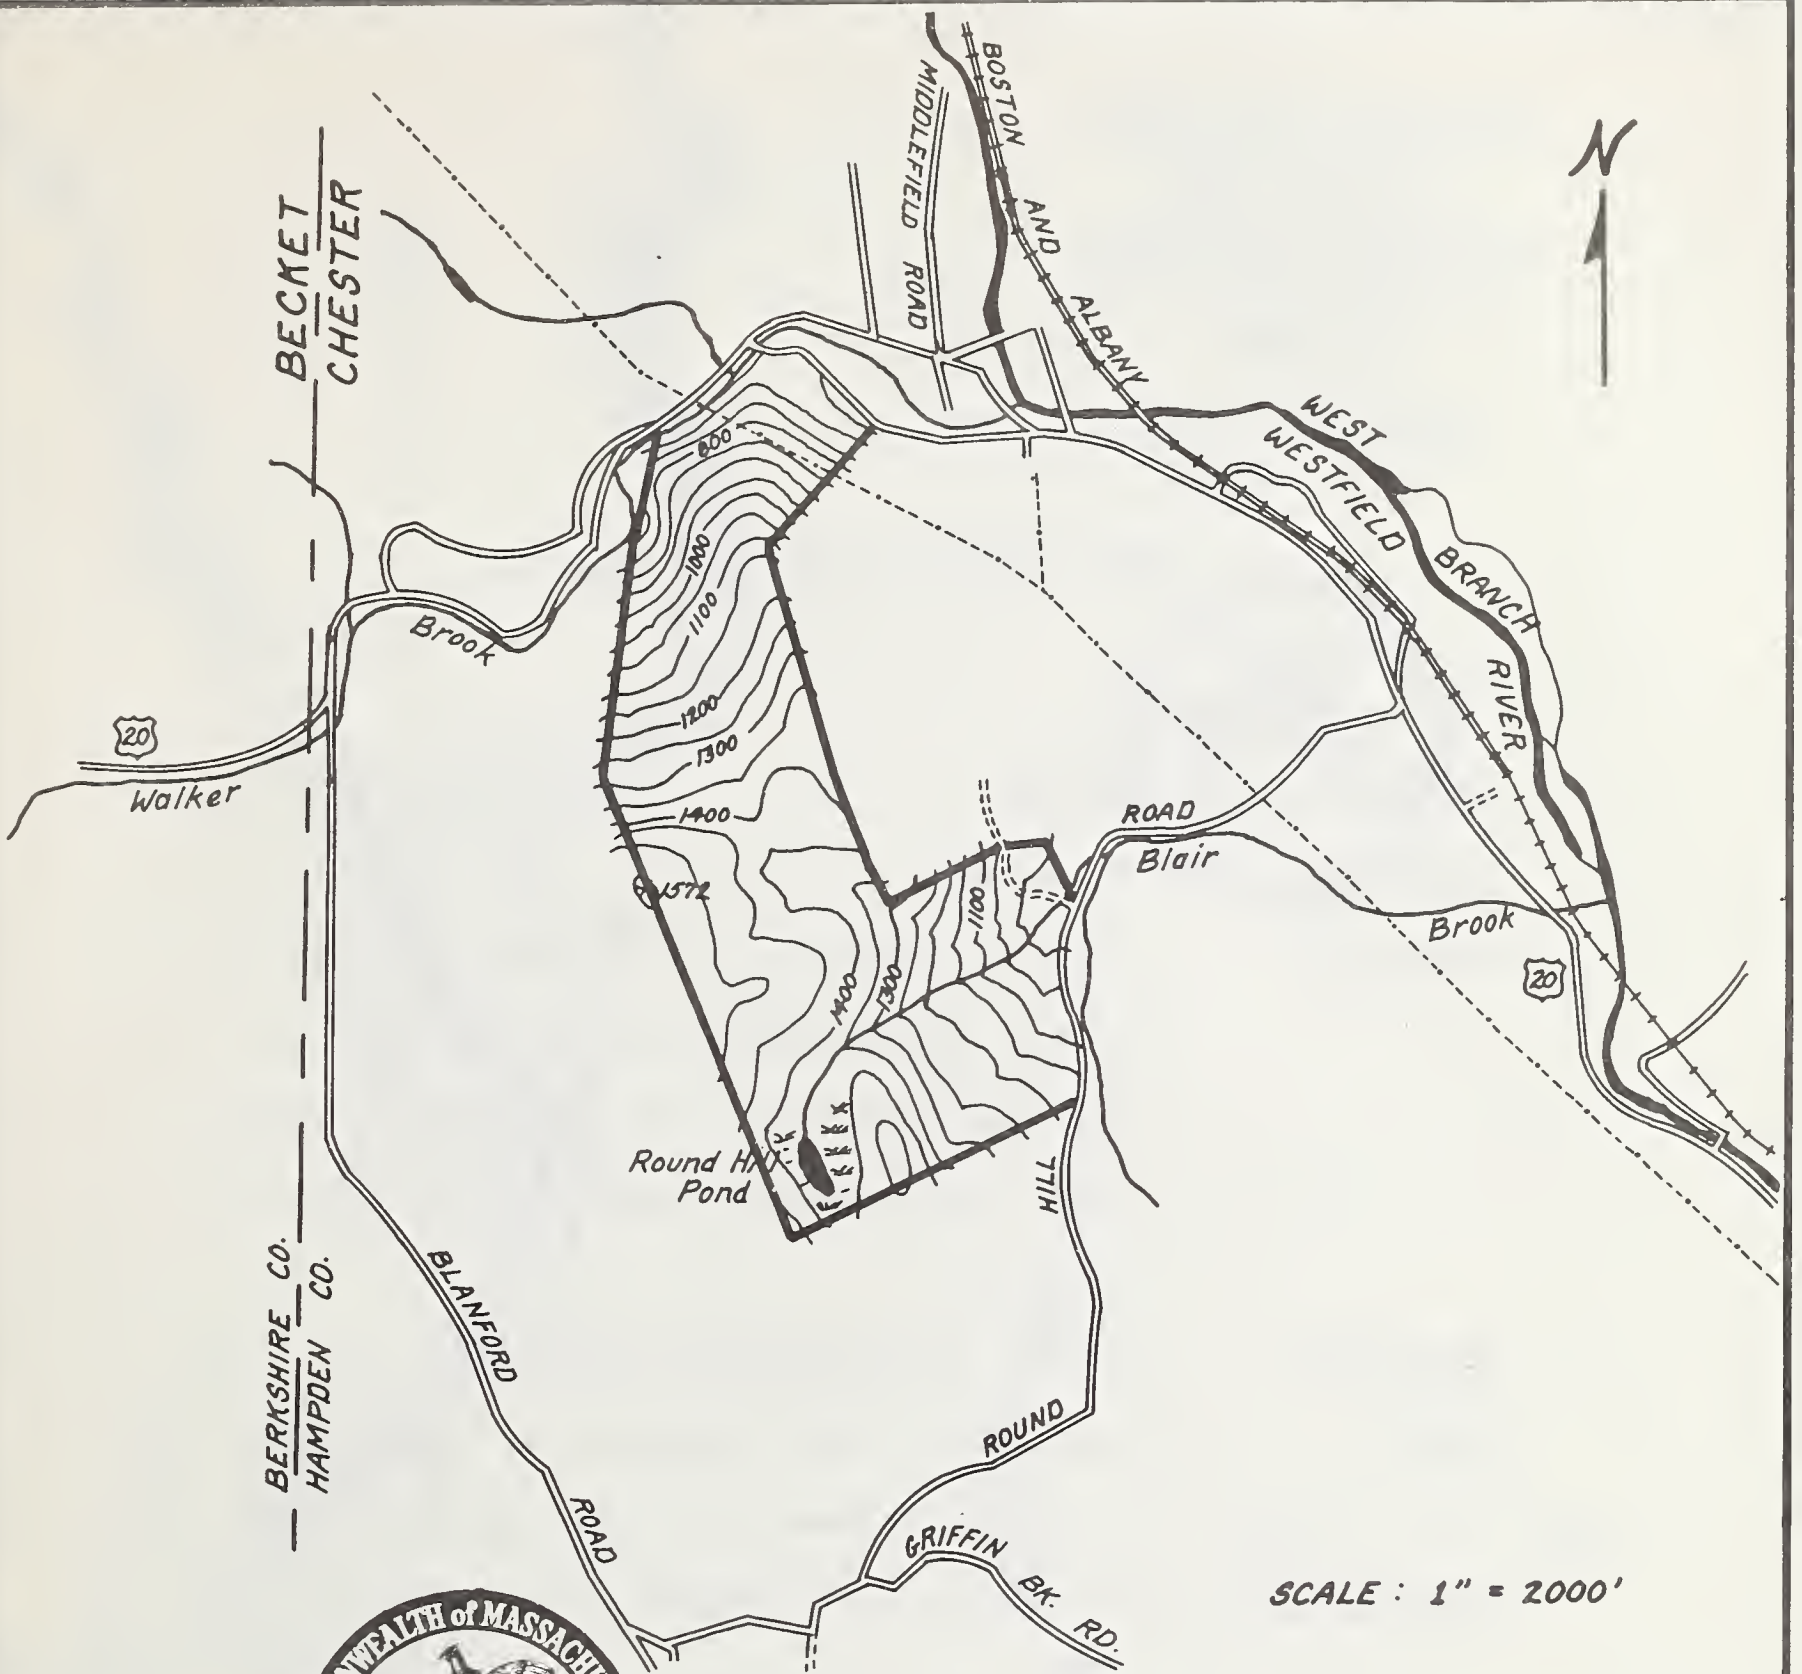 BOSTON AND ALBANY
MIDDLEFIELD ROAD
N
BECKET
CHESTER
WEST
WESTFIELD
BRANCH
RIVER
800
1000
1100
Brook
1200
20
1300
Walker
1400
ROAD
Blair
1572
1100
Brook
1400
1300
20
Round Hill
Pond
HILL
BERKSHIRE CO.
HAMPDEN CO.
BLANFORD
ROUND
ROAD
GRIFFIN
BK.
RD.
SCALE: 1" = 2000'